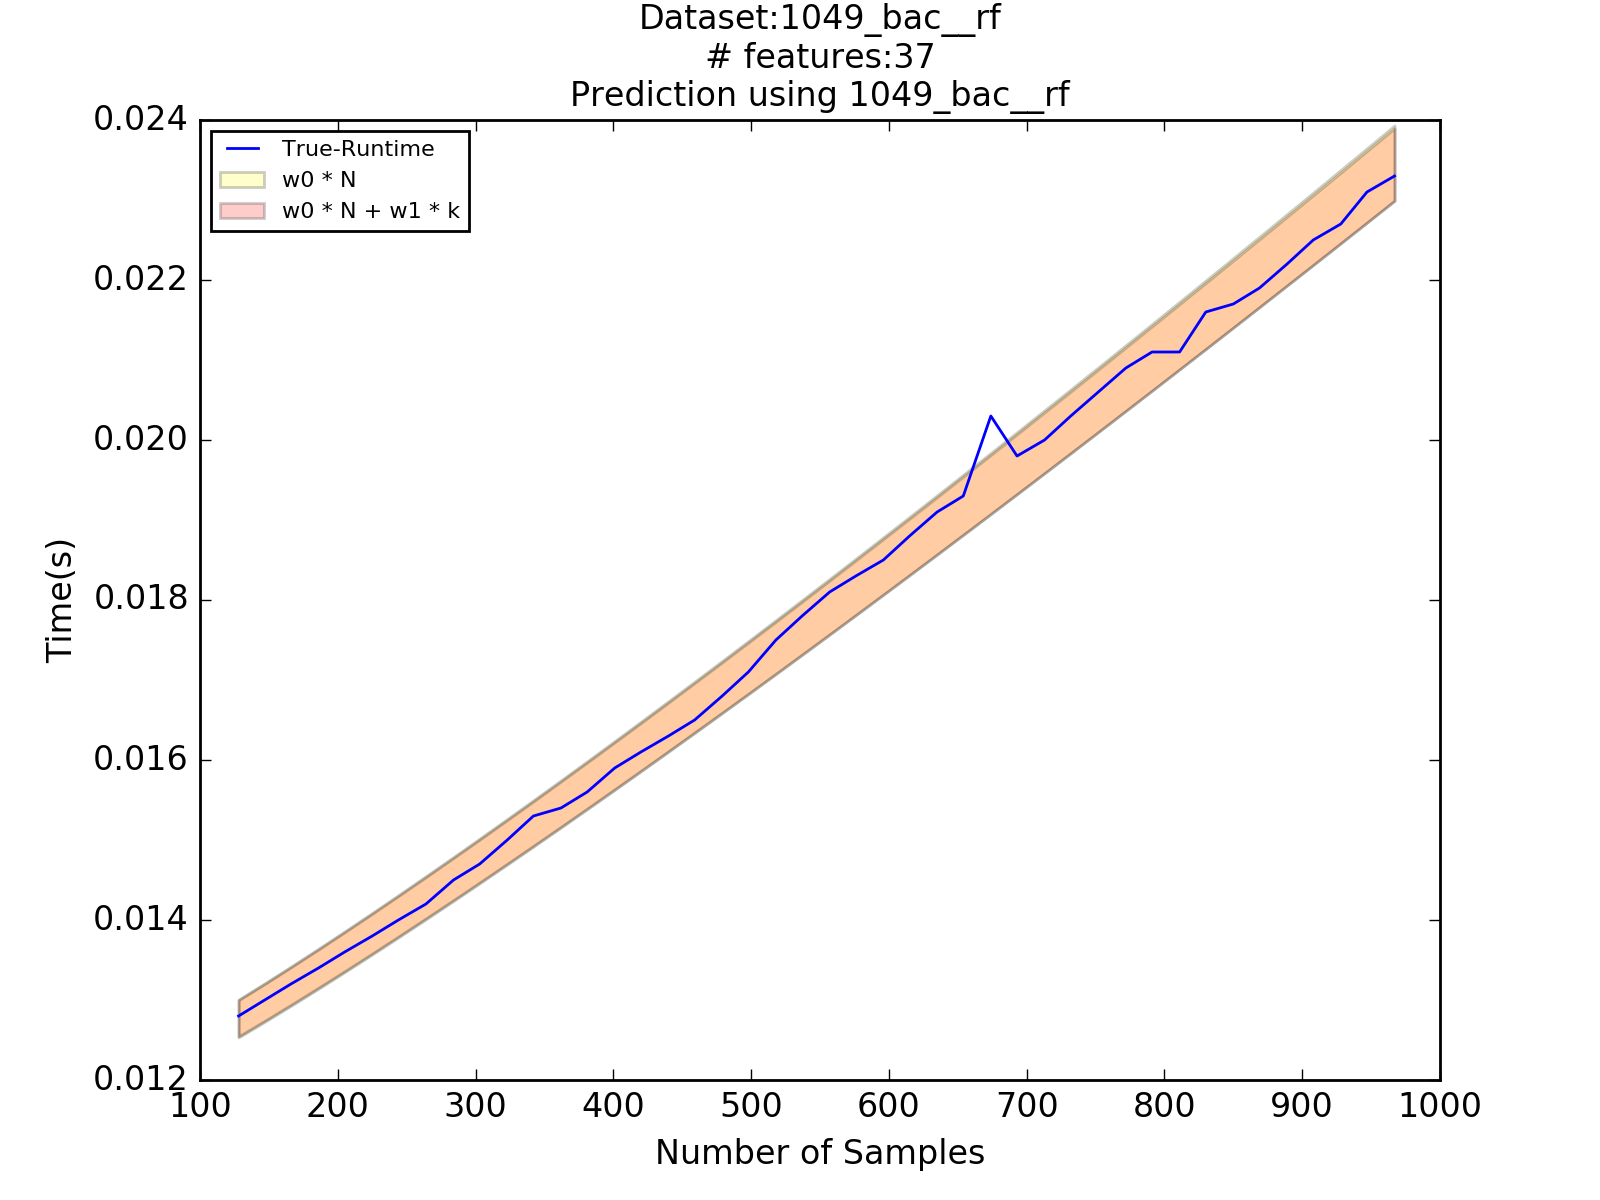 Dataset:1049_bac__rf
# features:37
Prediction using 1049_bac__rf
True-Runtime
w0 * N
w0 * N + w1 * k
0.024
0.022
0.020
0.018
0.016
0.014
0.012
Time(s)
100 200 300 400 500 600 700 800 900 1000
Number of Samples